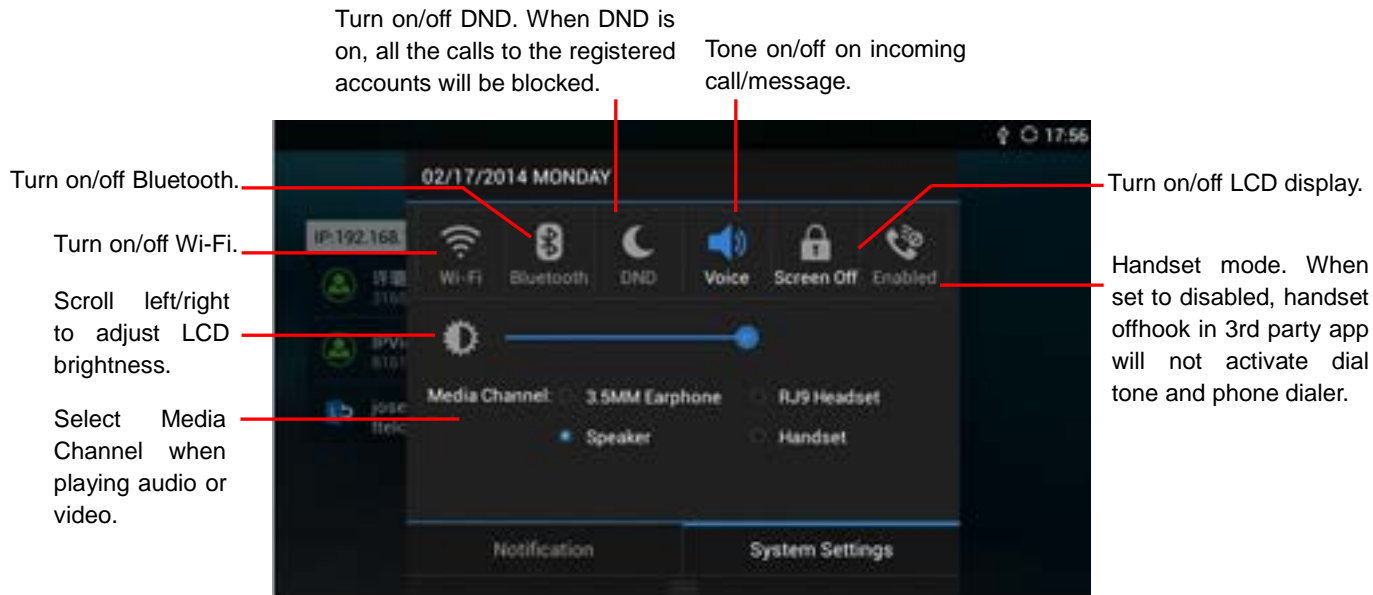 Turn on/off DND. When DND is
on, all the calls to the registered
accounts will be blocked.
Tone on/off on incoming
call/message.
17:56
02/17/2014 MONDAY
Turn on/off Bluetooth.
Turn on/off LCD display.
Turn on/off Wi-Fi.
IP:192.168.
Wi-Fi
Bluetooth
DND
Voice
Screen Off
Enabled
Handset mode. When
set to disabled, handset
offhook in 3rd party app
will not activate dial
tone and phone dialer.
Scroll left/right
to adjust LCD
brightness.
Media Channel:
3.5MM Earphone
RJ9 Headset
Speaker
Handset
jose
Select Media
Channel when
playing audio or
video.
Notification
System Settings